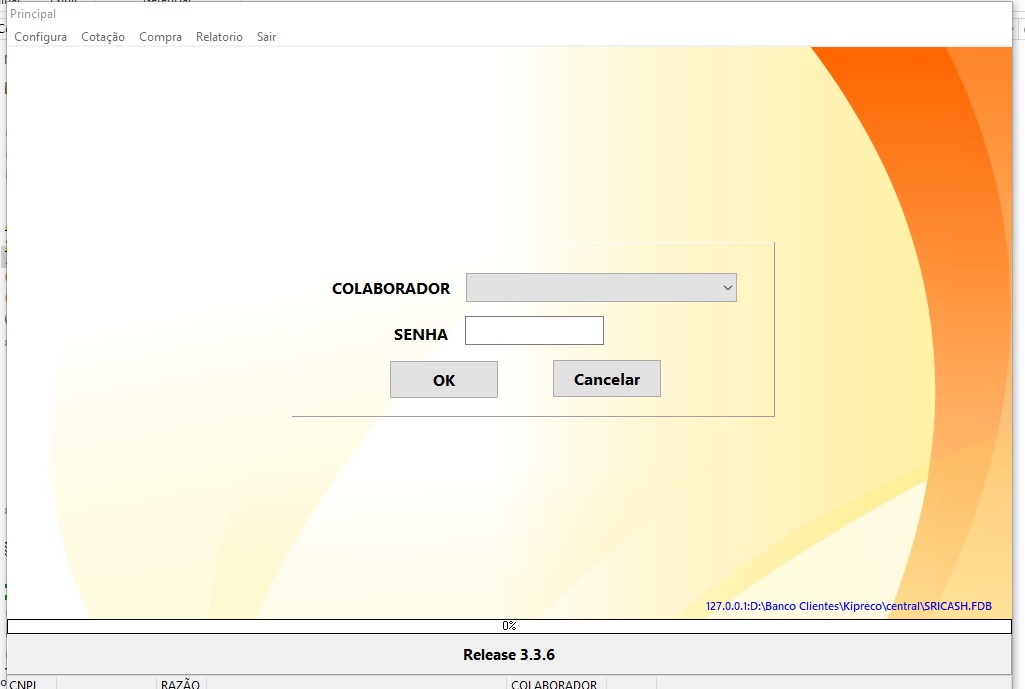 Principal
Configura Cotação Compra Relatorio Sair
COLABORADOR
SENHA
OK Cancelar
127.0.0.1:D:\Banco Clientes\Kipreco\central\SRICASH.FDB
0%
Release 3.3.6
CNPJ RAZÃO COLABORADOR